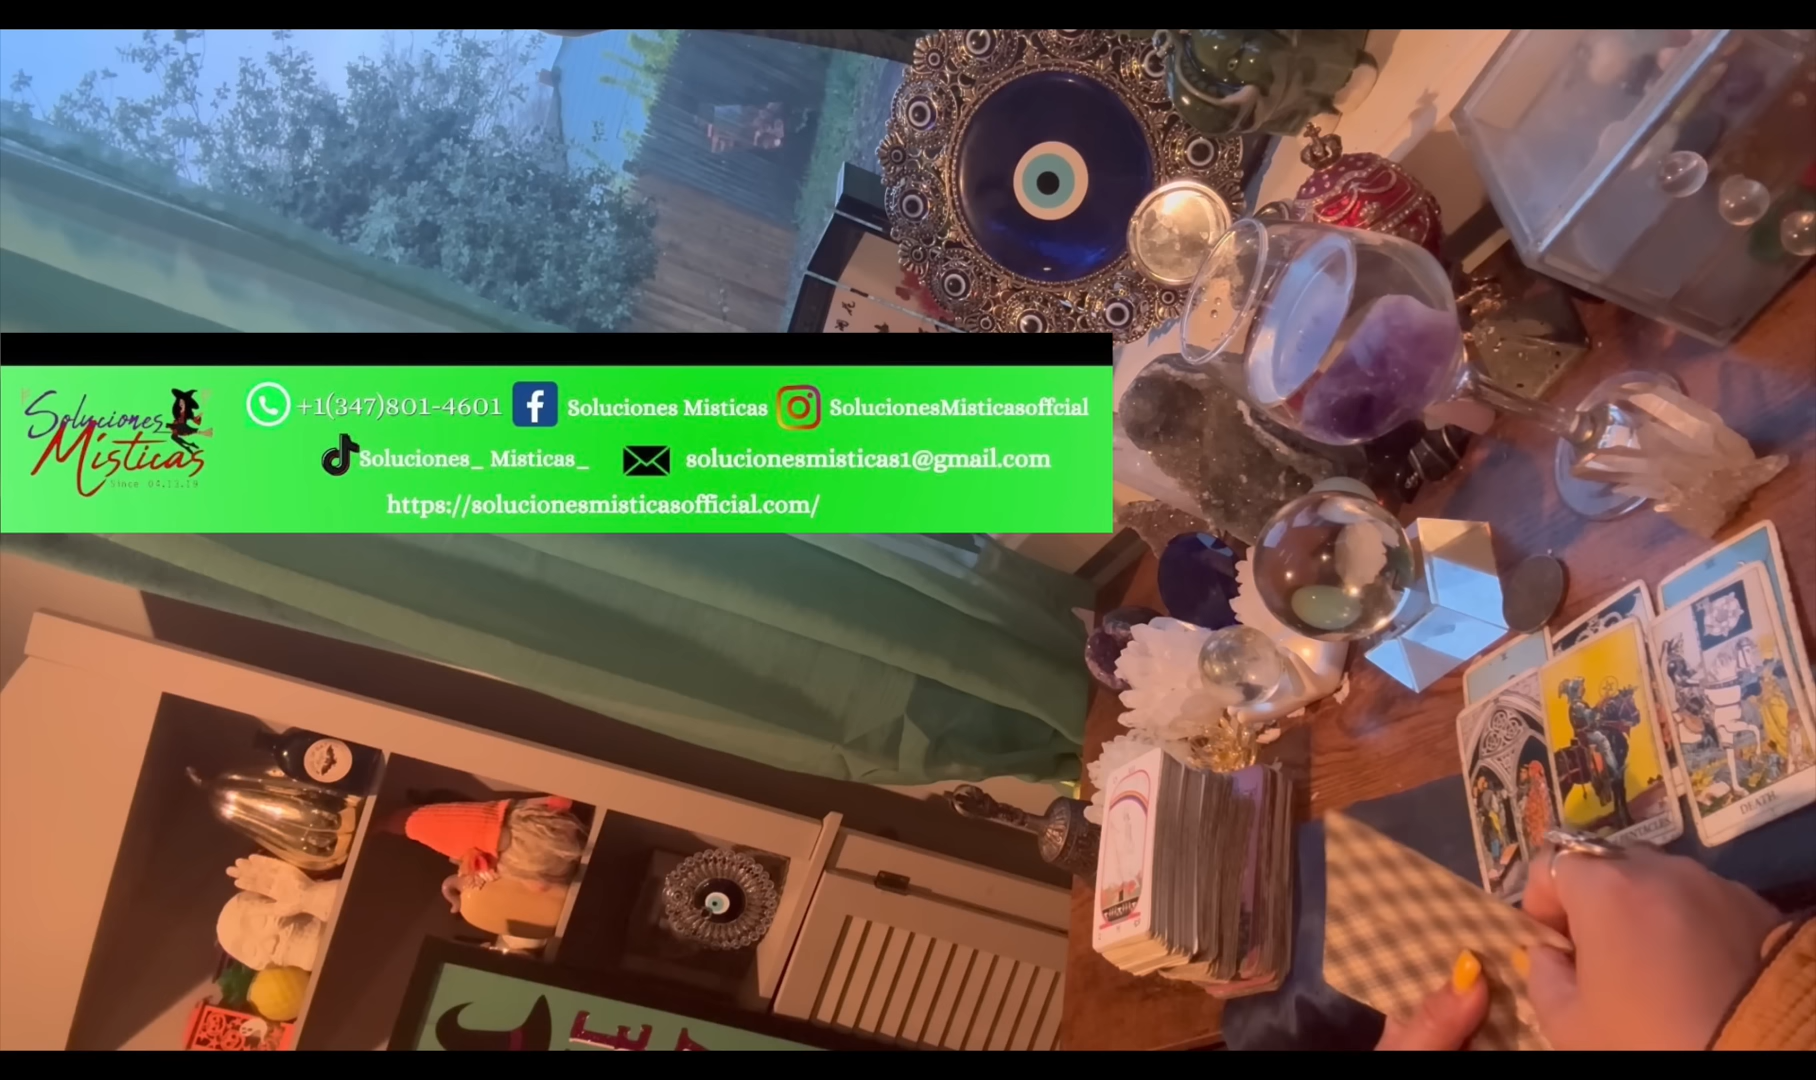 Soluciones
Misticas
Since 04.13.19
+1(347)801-4601
Soluciones Misticas
SolucionesMisticasoffcial
Soluciones_ Misticas_
solucionesmisticas1@gmail.com
https://solucionesmisticasofficial.com/
DEATH